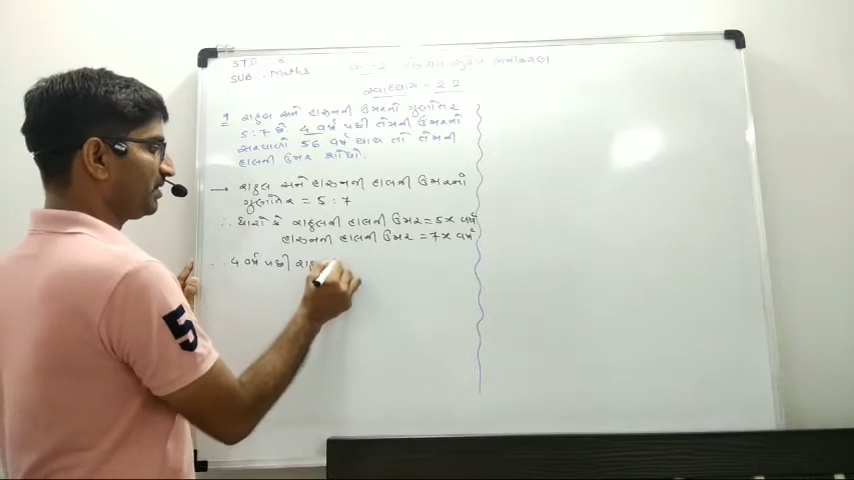 STD. 8
SUB. : Maths
સ્વાધ્યાય - 2.2
૧ રાહુલ અને હારુનની ઉંમરનો ગુણોત્તર
5:7 છે. 4 વર્ષ પછી તેમની ઉંમરનો
સરવાળો 56 વર્ષ થાય તો તેમની
હાલની ઉંમર શોધો.
→ રાહુલ અને હારુનની હાલની ઉંમરનો
ગુણોત્તર = 5 : 7
∴ ધારો કે રાહુલની હાલની ઉંમર = 5x વર્ષ
હારુનની હાલની ઉંમર = 7x વર્ષ
∴ 4 વર્ષ પછી રાહુ
5